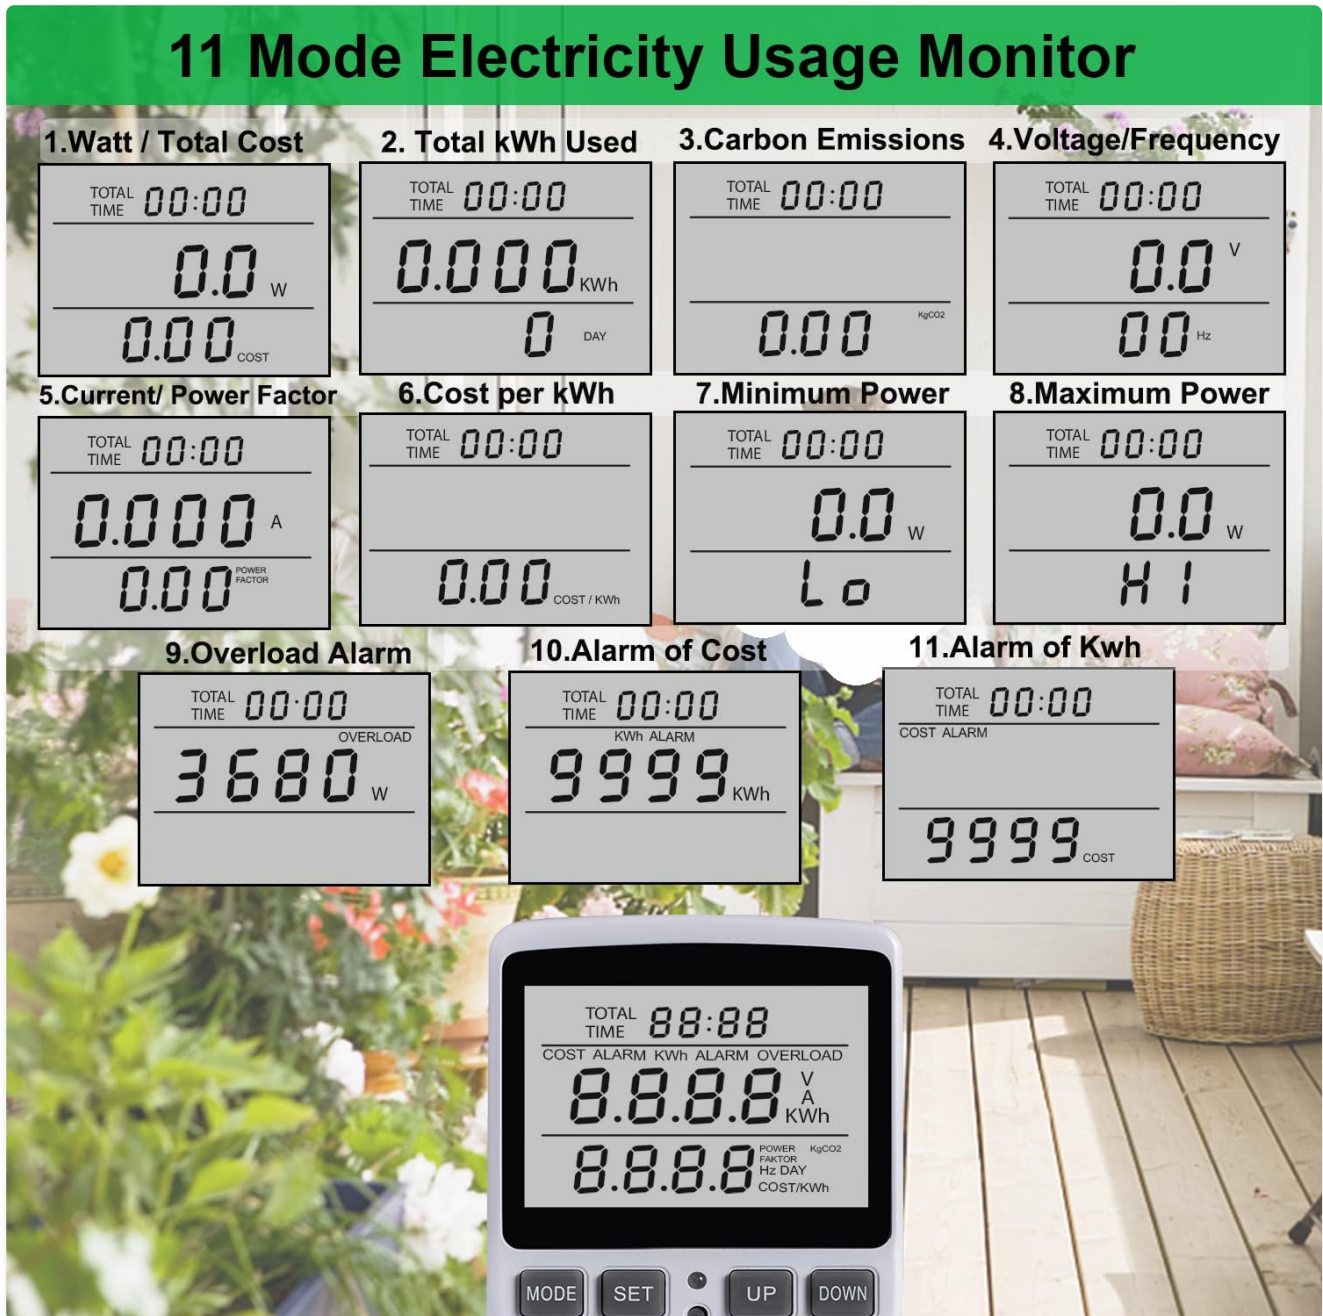 11 Mode Electricity Usage Monitor
1.Watt / Total Cost
TOTAL
TIME 00:00
0.0 W
0.00 COST
2. Total kWh Used
TOTAL
TIME 00:00
0.000 KWh
0 DAY
3.Carbon Emissions
TOTAL
TIME 00:00
0.00 KgCO2
4.Voltage/Frequency
TOTAL
TIME 00:00
0.0 V
00 Hz
5.Current/ Power Factor
TOTAL
TIME 00:00
0.000 A
0.00 POWER
FACTOR
6.Cost per kWh
TOTAL
TIME 00:00
0.00 COST / KWh
7.Minimum Power
TOTAL
TIME 00:00
0.0 W
Lo
8.Maximum Power
TOTAL
TIME 00:00
0.0 W
HI
9.Overload Alarm
TOTAL
TIME 00:00
OVERLOAD
3680 W
10.Alarm of Cost
TOTAL
TIME 00:00
KWh ALARM
9999 KWh
11.Alarm of Kwh
TOTAL
TIME 00:00
COST ALARM
9999 COST
TOTAL
TIME 88:88
COST ALARM KWh ALARM OVERLOAD
8.8.8.8 V
A
KWh
8.8.8.8 POWER KgCO2
FAKTOR
Hz DAY
COST/KWh
MODE SET UP DOWN